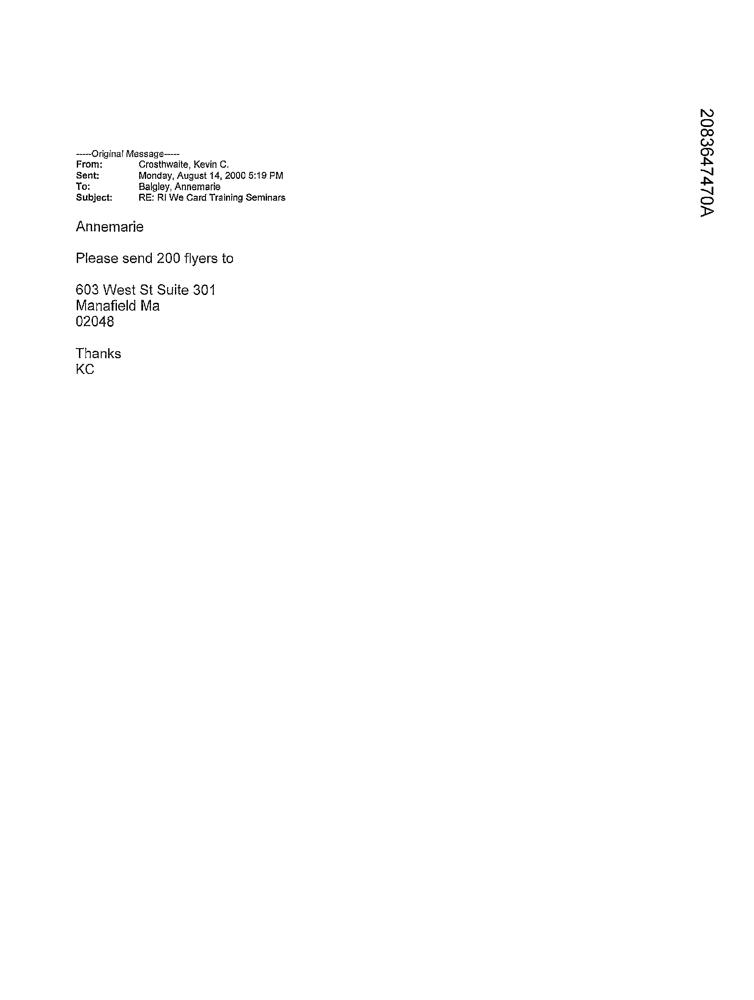 -----Original Message-----
From: Crosthwaite, Kevin C.
Sent: Monday, August 14, 2000 5:19 PM
To: Balgley, Annemarie
Subject: RE: RI We Card Training Seminars
Annemarie
Please send 200 flyers to
603 West St Suite 301
Manafield Ma
02048
Thanks
KC
2083647470A